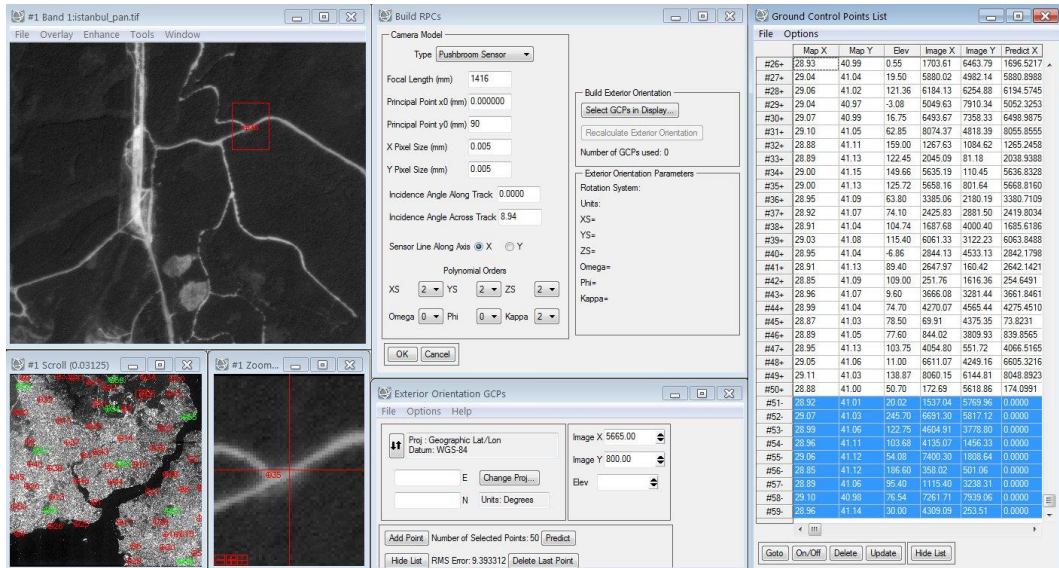 #1 Band 1:istanbul_pan.tif
File Overlay Enhance Tools Window
#1 Scroll (0.03125)
#1 Zoom...
#35
Build RPCs
Camera Model
Type Pushbroom Sensor
Focal Length (mm) 1416
Principal Point x0 (mm) 0.000000
Principal Point y0 (mm) 90
X Pixel Size (mm) 0.005
Y Pixel Size (mm) 0.005
Incidence Angle Along Track 0.0000
Incidence Angle Across Track 8.94
Sensor Line Along Axis X Y
Polynomial Orders
XS 2 YS 2 ZS 2
Omega 0 Phi 0 Kappa 2
OK Cancel
Build Exterior Orientation
Select GCPs in Display...
Recalculate Exterior Orientation
Number of GCPs used: 0
Exterior Orientation Parameters
Rotation System:
Units:
XS=
YS=
ZS=
Omega=
Phi=
Kappa=
Exterior Orientation GCPs
File Options Help
Proj : Geographic Lat/Lon
Datum: WGS-84
E Change Proj...
N Units: Degrees
Image X 5665.00
Image Y 800.00
Elev
Add Point Number of Selected Points: 50 Predict
Hide List RMS Error: 9.393312 Delete Last Point
Ground Control Points List
File Options
Map X Map Y Elev Image X Image Y Predict X
#26+ 28.93 40.99 0.55 1703.61 6463.79 1696.5217
#27+ 29.04 41.04 19.50 5880.02 4982.14 5880.8988
#28+ 29.06 41.02 121.36 6184.13 6254.88 6194.5745
#29+ 29.04 40.97 -3.08 5049.63 7910.34 5052.3253
#30+ 29.07 40.99 16.75 6493.67 7358.33 6498.9875
#31+ 29.10 41.05 62.85 8074.37 4818.39 8055.8555
#32+ 28.88 41.11 159.00 1267.63 1084.62 1265.2458
#33+ 28.89 41.13 122.45 2045.09 81.18 2038.9388
#34+ 29.00 41.15 149.66 5635.19 110.45 5636.8328
#35+ 29.00 41.13 125.72 5658.16 801.64 5668.8160
#36+ 28.95 41.09 63.80 3385.06 2180.19 3380.7109
#37+ 28.92 41.07 74.10 2425.83 2881.50 2419.8034
#38+ 28.91 41.04 104.74 1687.68 4000.40 1685.6186
#39+ 29.03 41.08 115.40 6061.33 3122.23 6063.8488
#40+ 28.95 41.04 -6.86 2844.13 4533.13 2842.1798
#41+ 28.91 41.13 89.40 2647.97 160.42 2642.1421
#42+ 28.85 41.09 109.00 251.76 1616.36 254.6491
#43+ 28.96 41.07 9.60 3666.08 3281.44 3661.8461
#44+ 28.99 41.04 74.70 4270.07 4565.44 4275.4510
#45+ 28.87 41.03 78.50 69.91 4375.35 73.8231
#46+ 28.89 41.05 77.60 844.02 3809.93 839.8565
#47+ 28.95 41.13 103.75 4054.80 551.72 4066.5165
#48+ 29.05 41.06 11.00 6611.07 4249.16 6605.3216
#49+ 29.11 41.03 138.87 8060.15 6144.81 8048.8923
#50+ 28.88 41.00 50.70 172.69 5618.86 174.0991
#51- 28.92 41.01 20.02 1537.04 5769.96 0.0000
#52- 29.07 41.03 245.70 6691.30 5817.12 0.0000
#53- 28.99 41.06 122.75 4604.91 3778.80 0.0000
#54- 28.96 41.11 103.68 4135.07 1456.33 0.0000
#55- 29.06 41.12 54.08 7400.30 1808.64 0.0000
#56- 28.85 41.12 186.60 358.02 501.06 0.0000
#57- 28.89 41.06 95.40 1115.40 3238.31 0.0000
#58- 29.10 40.98 76.54 7261.71 7939.06 0.0000
#59- 28.96 41.14 30.00 4309.09 253.51 0.0000
Goto On/Off Delete Update Hide List